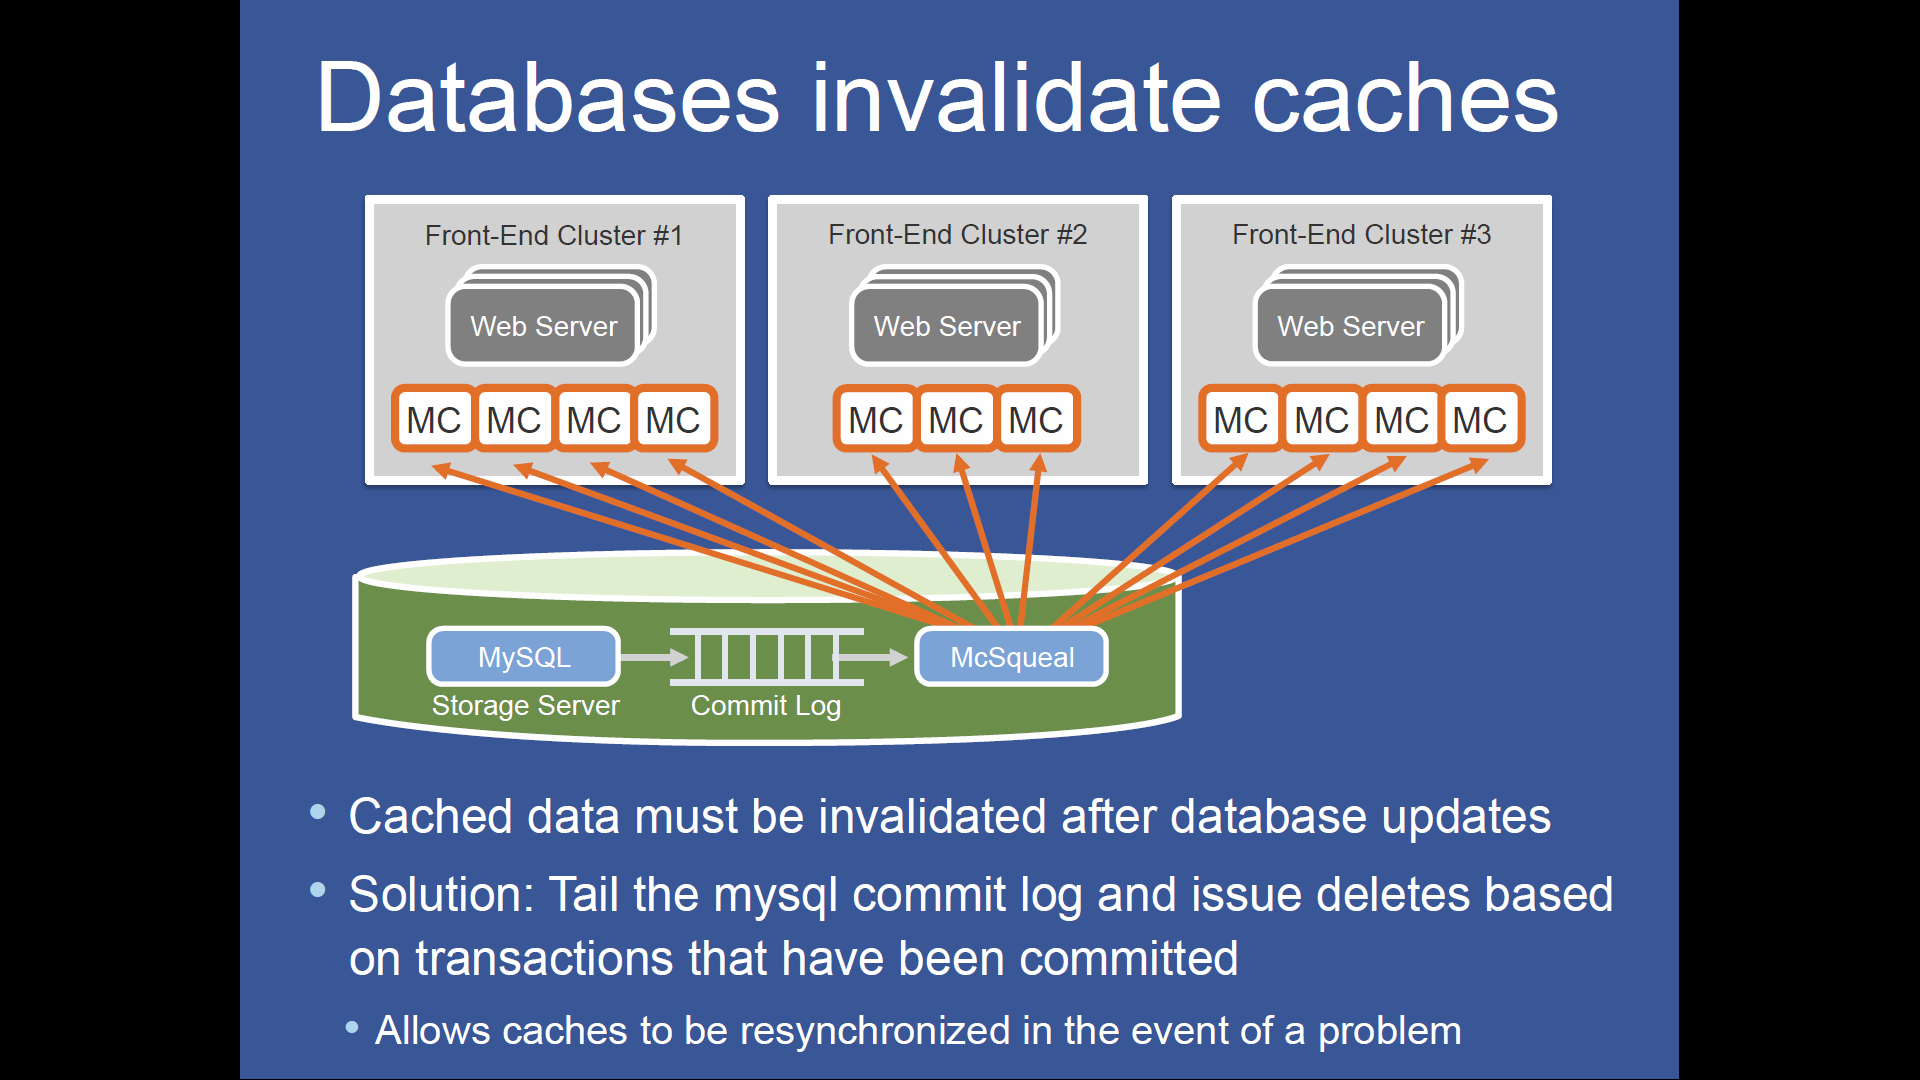 Databases invalidate caches
Front-End Cluster #1
Front-End Cluster #2
Front-End Cluster #3
Web Server
Web Server
Web Server
MC MC MC MC
MC MC MC
MC MC MC MC
MySQL
McSqueal
Storage Server
Commit Log
• Cached data must be invalidated after database updates
• Solution: Tail the mysql commit log and issue deletes based
on transactions that have been committed
• Allows caches to be resynchronized in the event of a problem